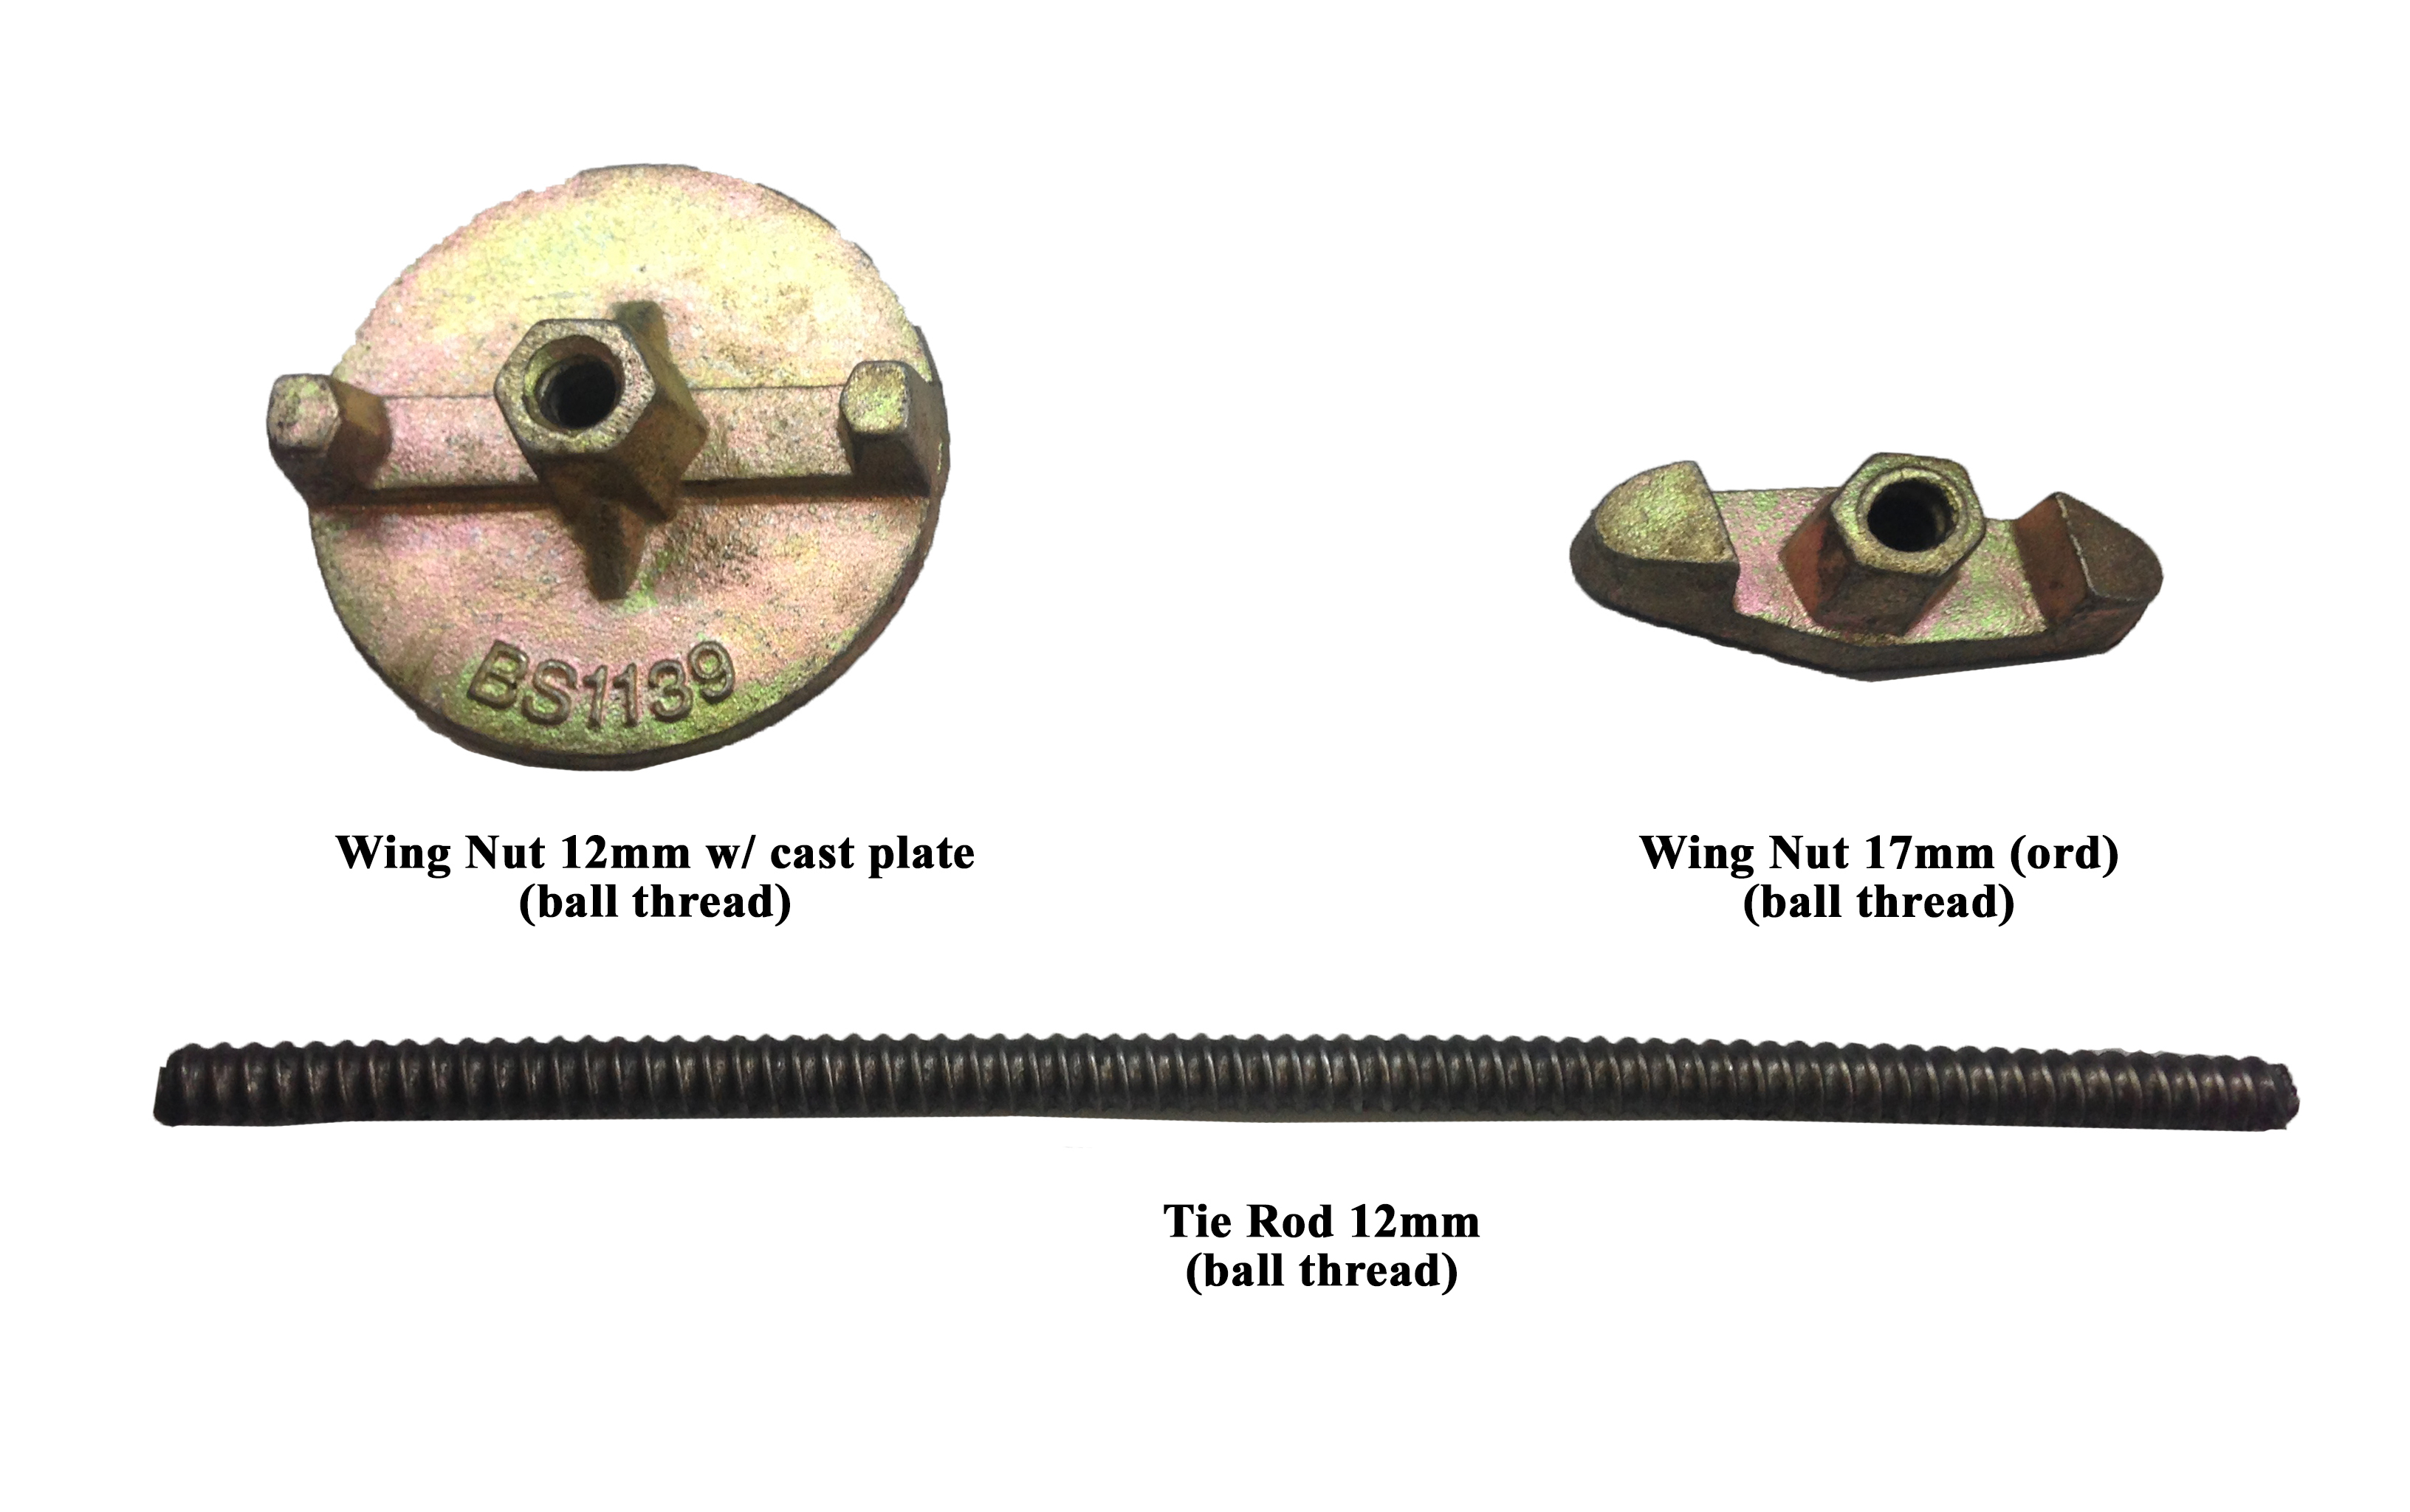 BS1139
Wing Nut 12mm w/ cast plate
(ball thread)
Wing Nut 17mm (ord)
(ball thread)
Tie Rod 12mm
(ball thread)